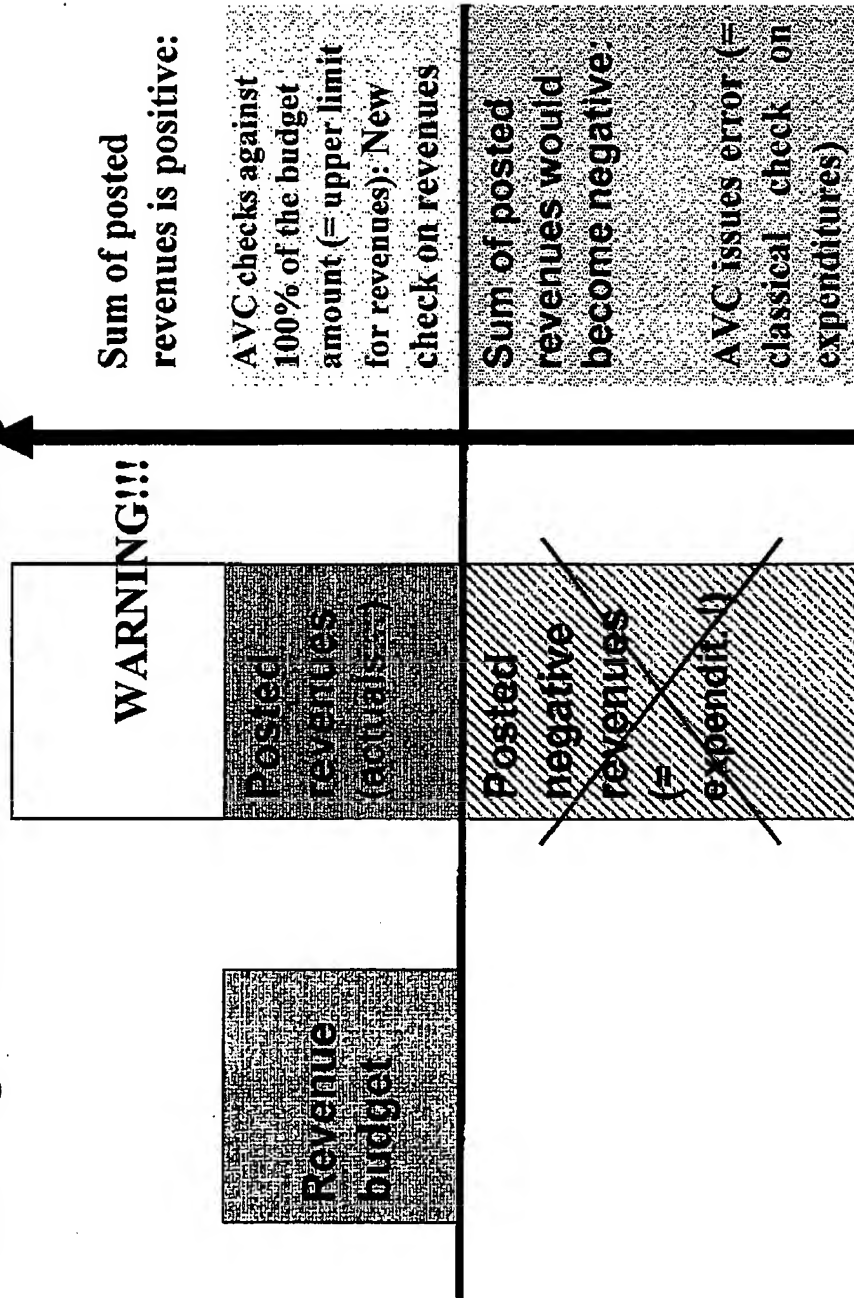 WARNING!!!
Sum of posted
revenues is positive:
AVC checks against
100% of the budget
amount (= upper limit
for revenues): New
check on revenues
Revenue
budget
Posted
revenues
(actuals...)
Posted
negative
revenues
(=
expendit.!)
Sum of posted
revenues would
become negative:
AVC issues error (=
classical check on
expenditures)